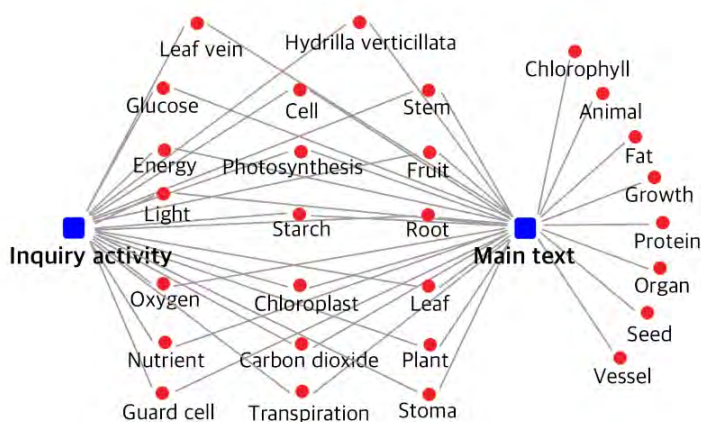 Leaf vein
Hydrilla verticillata
Chlorophyll
Glucose
Cell
Stem
Animal
Energy
Photosynthesis
Fruit
Fat
Light
Starch
Root
Growth
Inquiry activity
Main text
Protein
Oxygen
Chloroplast
Leaf
Organ
Nutrient
Carbon dioxide
Plant
Seed
Guard cell
Transpiration
Stoma
Vessel